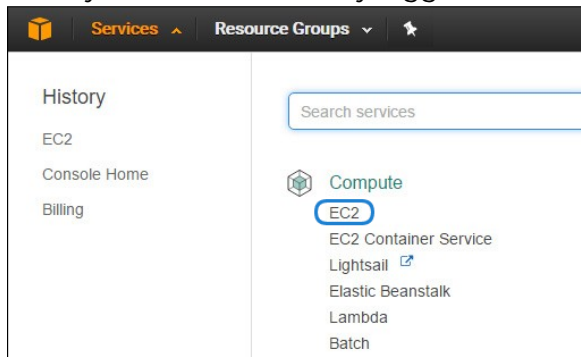 Services Resource Groups
History
EC2
Console Home
Billing
Search services
Compute
EC2
EC2 Container Service
Lightsail
Elastic Beanstalk
Lambda
Batch